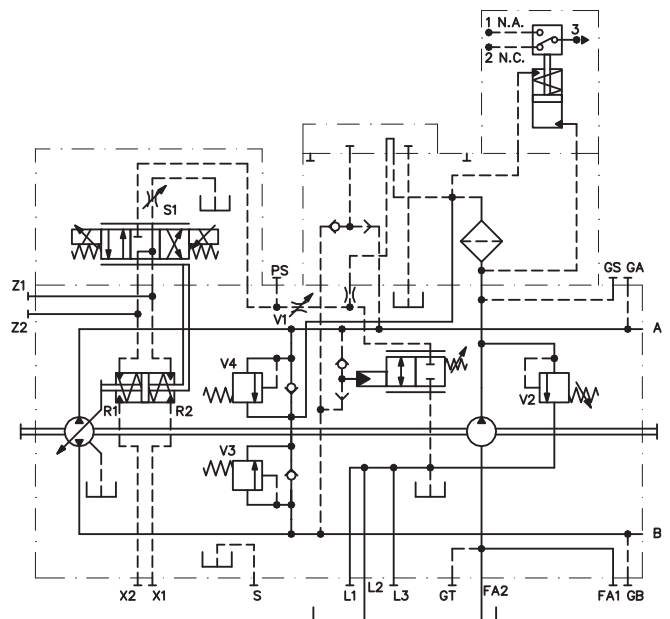 1 N.A.
3
2 N.C.
S1
PS
GS GA
Z1
Z2
V1
A
V4
V2
R1
R2
V3
B
X2 X1
S
L1
L2
L3
GT
FA2
FA1 GB